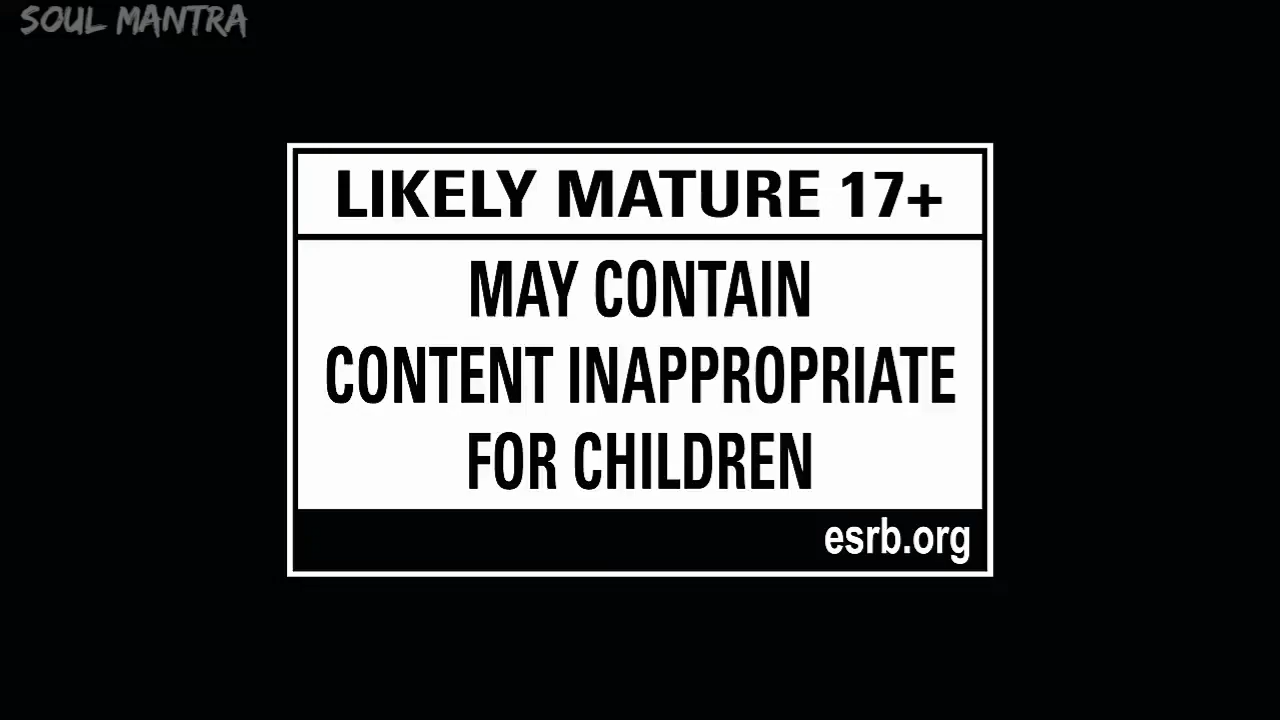 SOUL MANTRA
LIKELY MATURE 17+
MAY CONTAIN
CONTENT INAPPROPRIATE
FOR CHILDREN
esrb.org